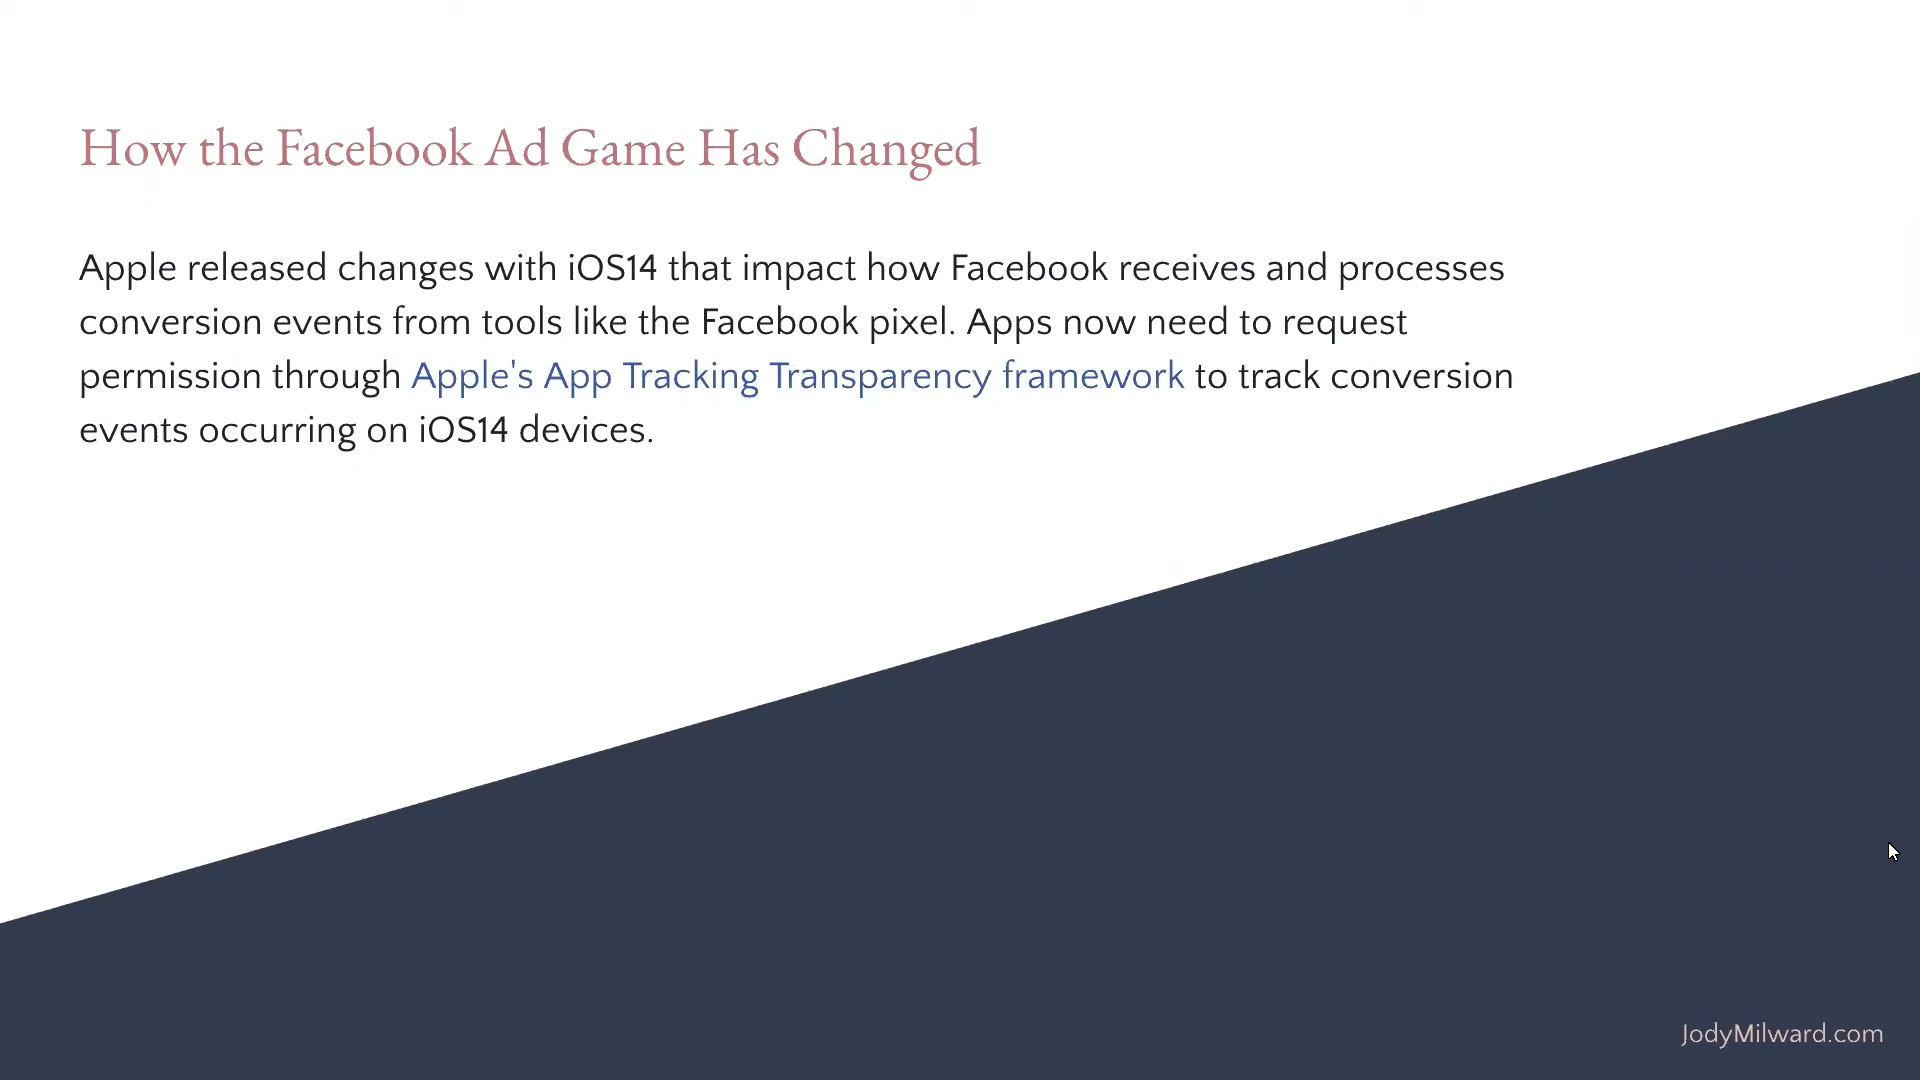 How the Facebook Ad Game Has Changed
Apple released changes with iOS14 that impact how Facebook receives and processes
conversion events from tools like the Facebook pixel. Apps now need to request
permission through Apple's App Tracking Transparency framework to track conversion
events occurring on iOS14 devices.
JodyMilward.com